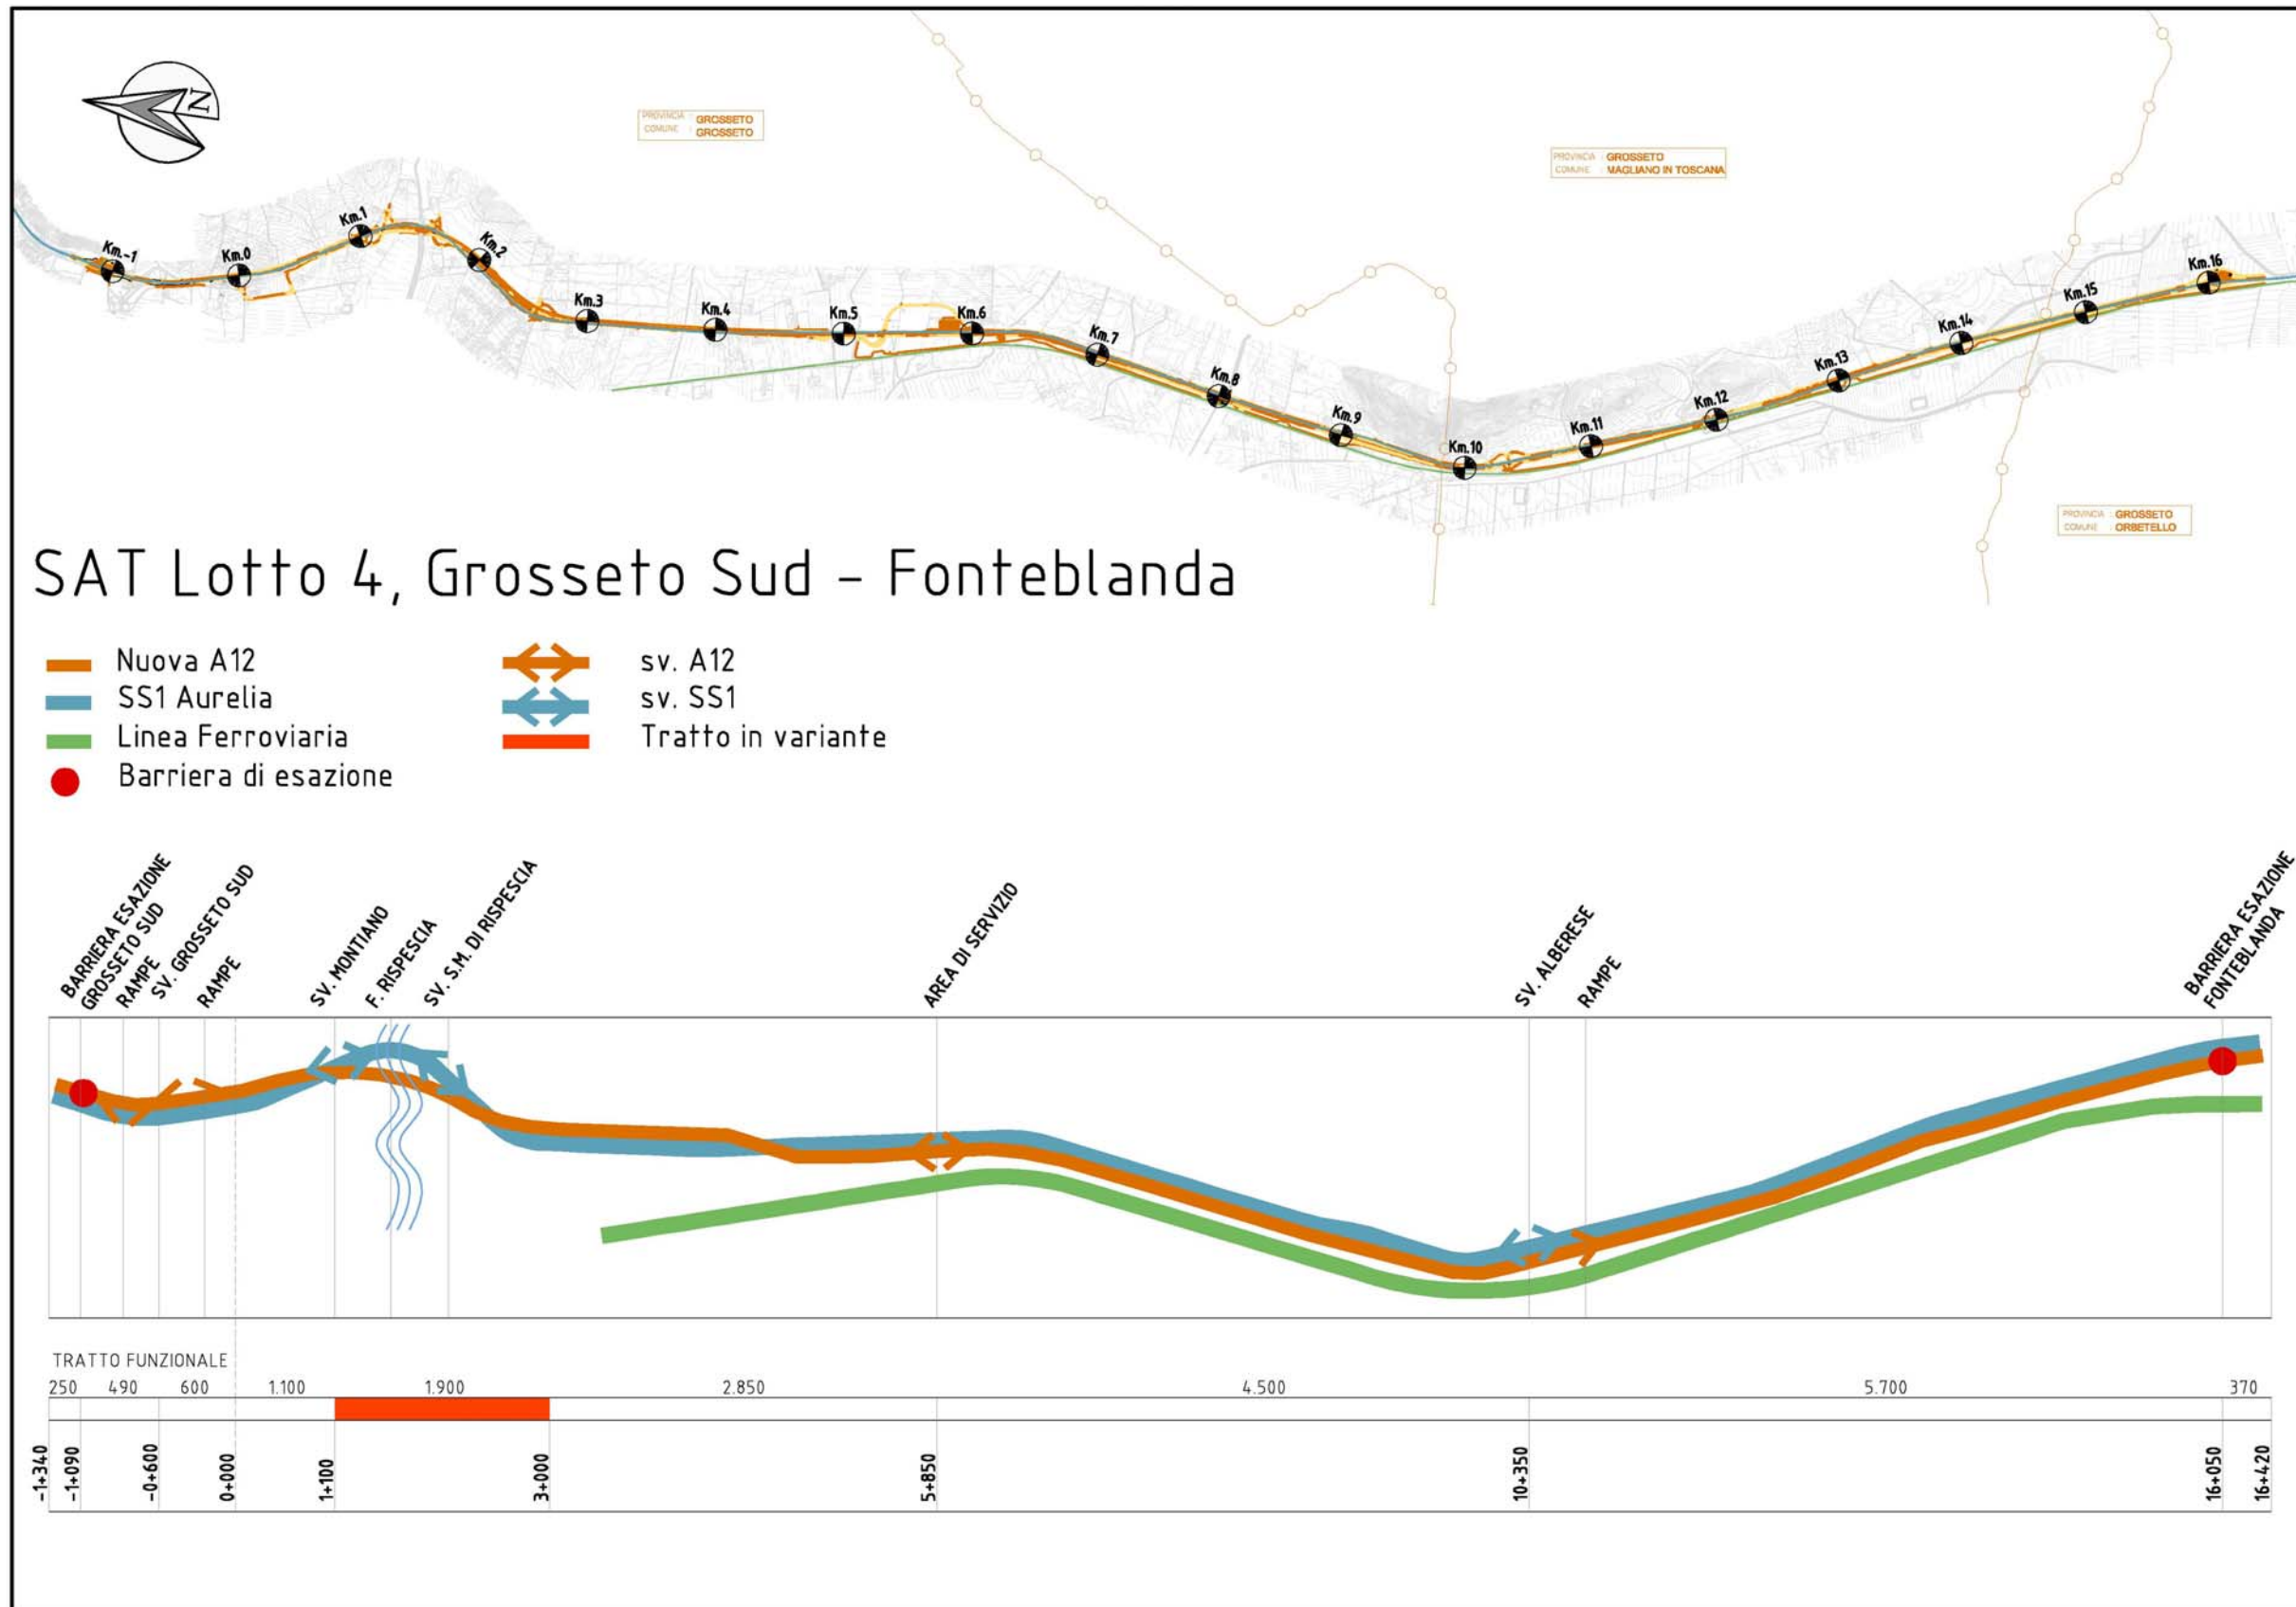 N
PROVINCIA : GROSSETO
COMUNE : GROSSETO
PROVINCIA : GROSSETO
COMUNE : MAGLIANO IN TOSCANA
Km.-1
Km.0
Km.1
Km.2
Km.3
Km.4
Km.5
Km.6
Km.7
Km.8
Km.9
Km.10
Km.11
Km.12
Km.13
Km.14
Km.15
Km.16
PROVINCIA : GROSSETO
COMUNE : ORBETELLO
SAT Lotto 4, Grosseto Sud - Fonteblanda
Nuova A12
SS1 Aurelia
Linea Ferroviaria
Barriera di esazione
sv. A12
sv. SS1
Tratto in variante
BARRIERA ESAZIONE
GROSSETO SUD
RAMPE
SV. GROSSETO SUD
RAMPE
SV. MONTIANO
F. RISPESCIA
SV. S.M. DI RISPESCIA
AREA DI SERVIZIO
SV. ALBERESE
RAMPE
BARRIERA ESAZIONE
FONTEBLANDA
TRATTO FUNZIONALE
250 490 600 1.100 1.900 2.850 4.500 5.700 370
-1+340
-1+090
-0+600
0+000
1+100
3+000
5+850
10+350
16+050
16+420